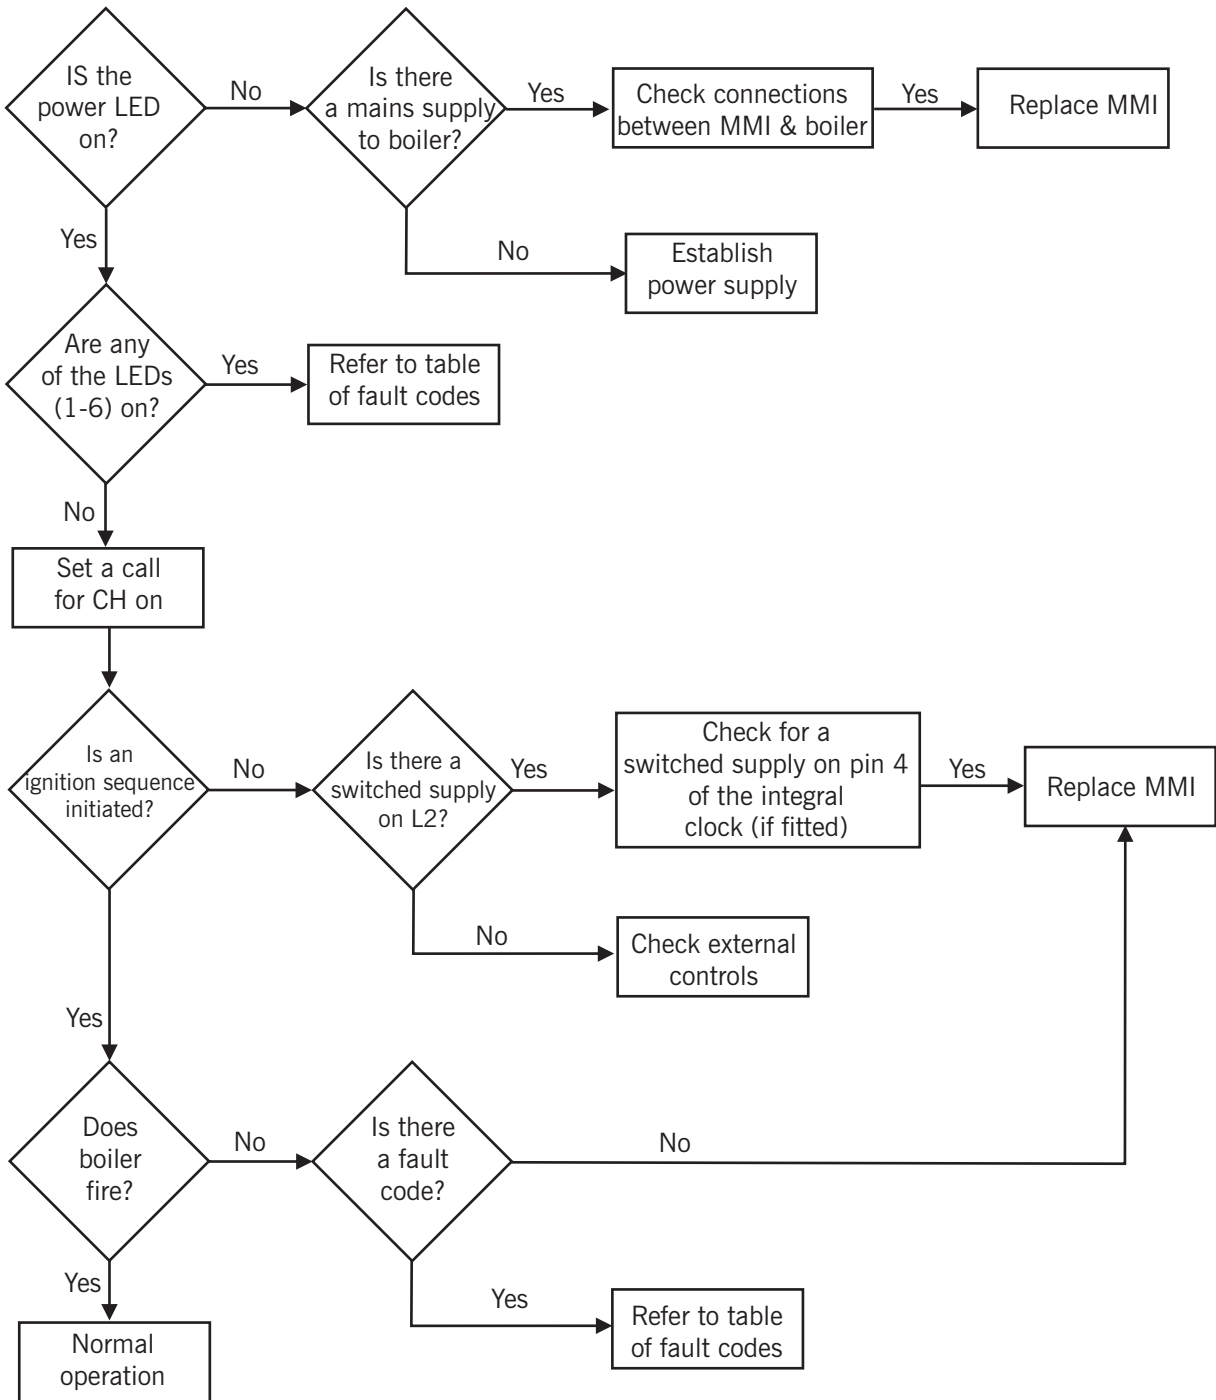 IS the
power LED
on?
No
Is there
a mains supply
to boiler?
Yes
Check connections
between MMI & boiler
Yes
Replace MMI
Yes
No
Establish
power supply
Are any
of the LEDs
(1-6) on?
Yes
Refer to table
of fault codes
No
Set a call
for CH on
Is an
ignition sequence
initiated?
No
Is there a
switched supply
on L2?
Yes
Check for a
switched supply on pin 4
of the integral
clock (if fitted)
Yes
Replace MMI
No
Check external
controls
Yes
Does
boiler
fire?
No
Is there
a fault
code?
No
Yes
Refer to table
of fault codes
Yes
Normal
operation